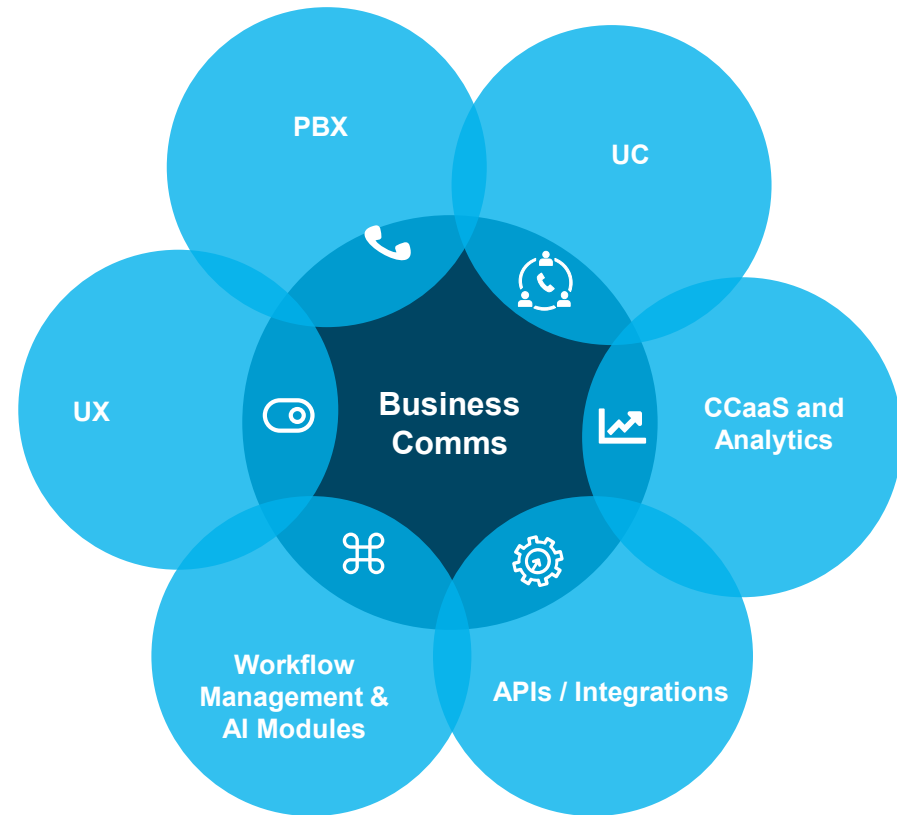 PBX
UC
UX
Business
Comms
CCaaS and
Analytics
Workflow
Management &
AI Modules
APIs / Integrations